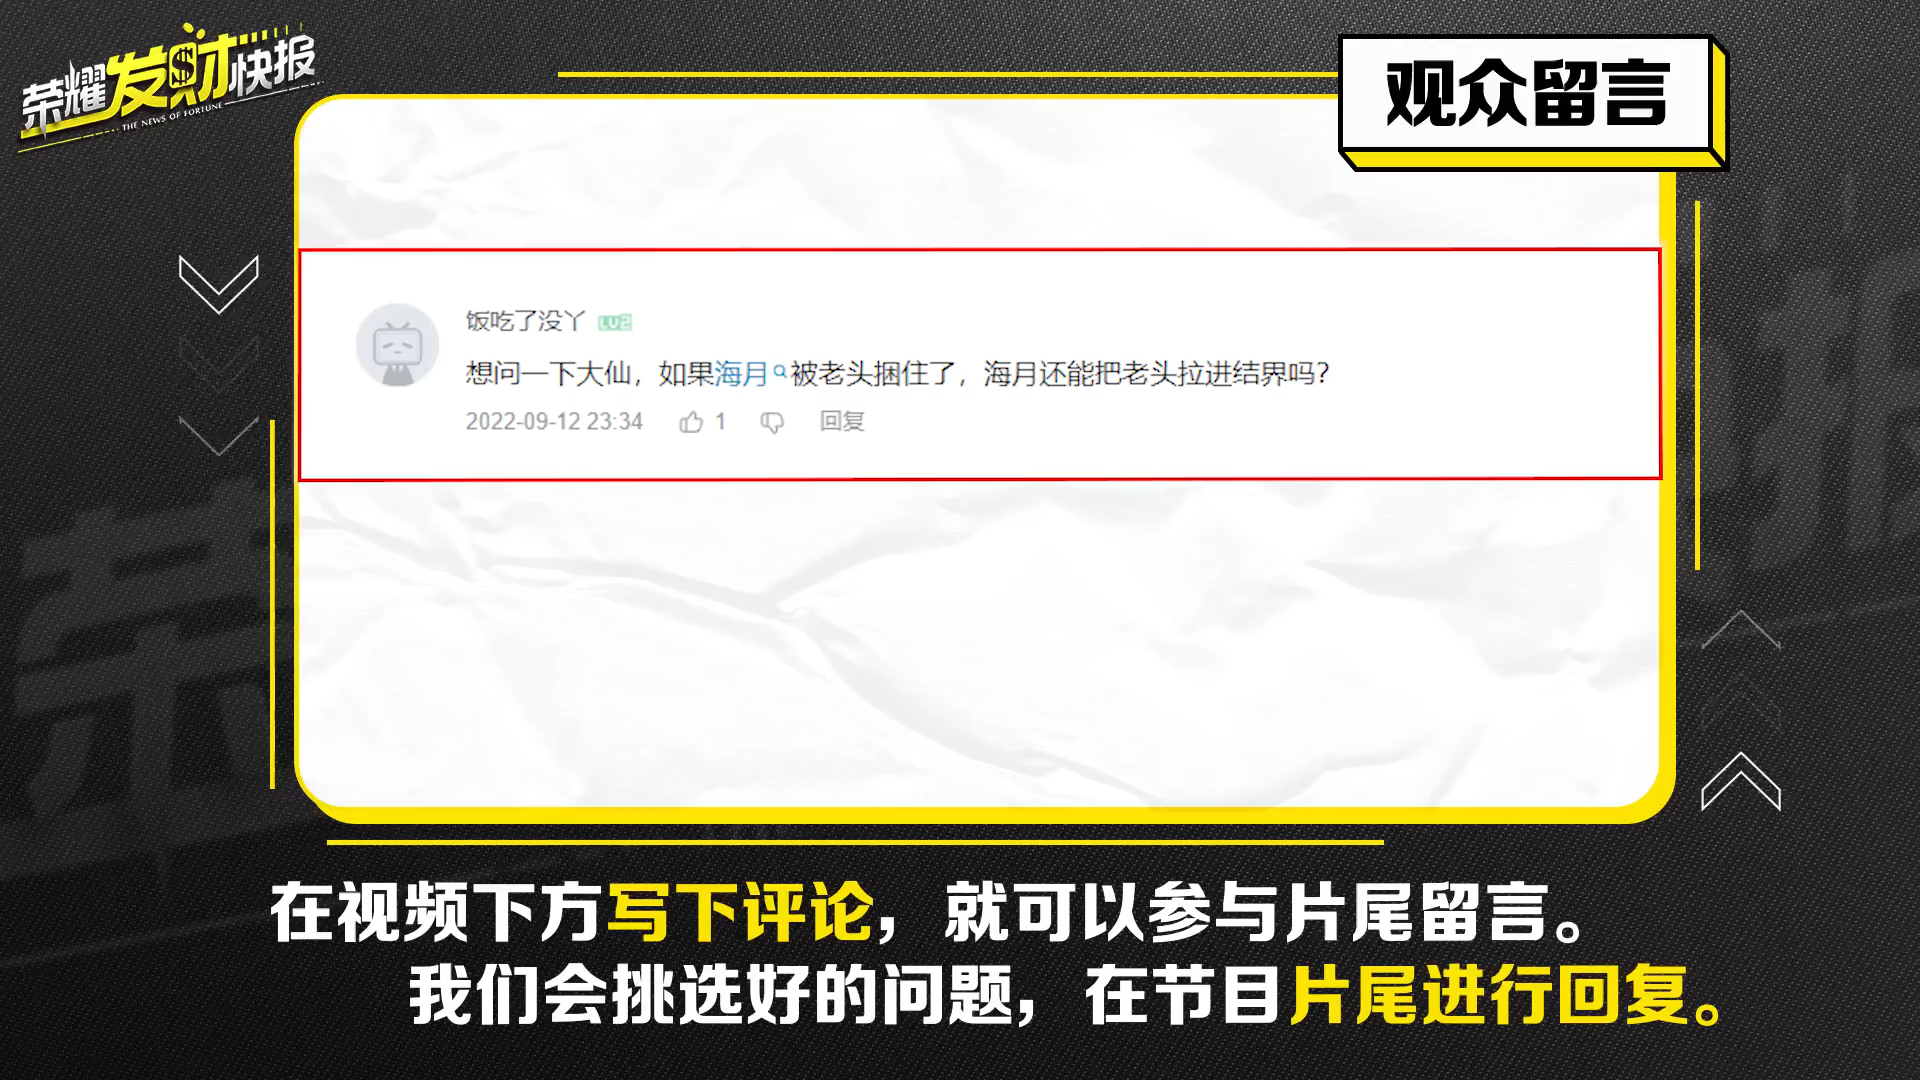 荣耀发财快报
THE NEWS OF FORTUNE
观众留言
饭吃了没丫 LV2
想问一下大仙，如果海月被老头捆住了，海月还能把老头拉进结界吗？
2022-09-12 23:34 1 回复
在视频下方写下评论，就可以参与片尾留言。
我们会挑选好的问题，在节目片尾进行回复。